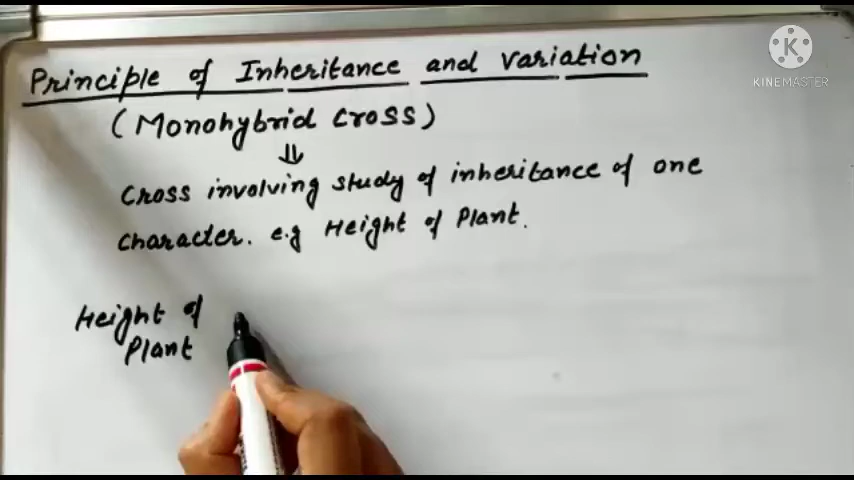 Principle of Inheritance and variation
(Monohybrid Cross)
⇓
Cross involving study of inheritance of one
character. e.g Height of Plant.
Height of
Plant
K
KINEMASTER